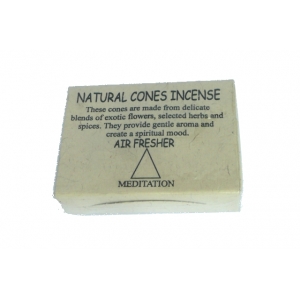 NATURAL CONES INCENSE
These cones are made from delicate
blends of exotic flowers, selected herbs and
spices. They provide gentle aroma and
create a spiritual mood.
AIR FRESHER
MEDITATION